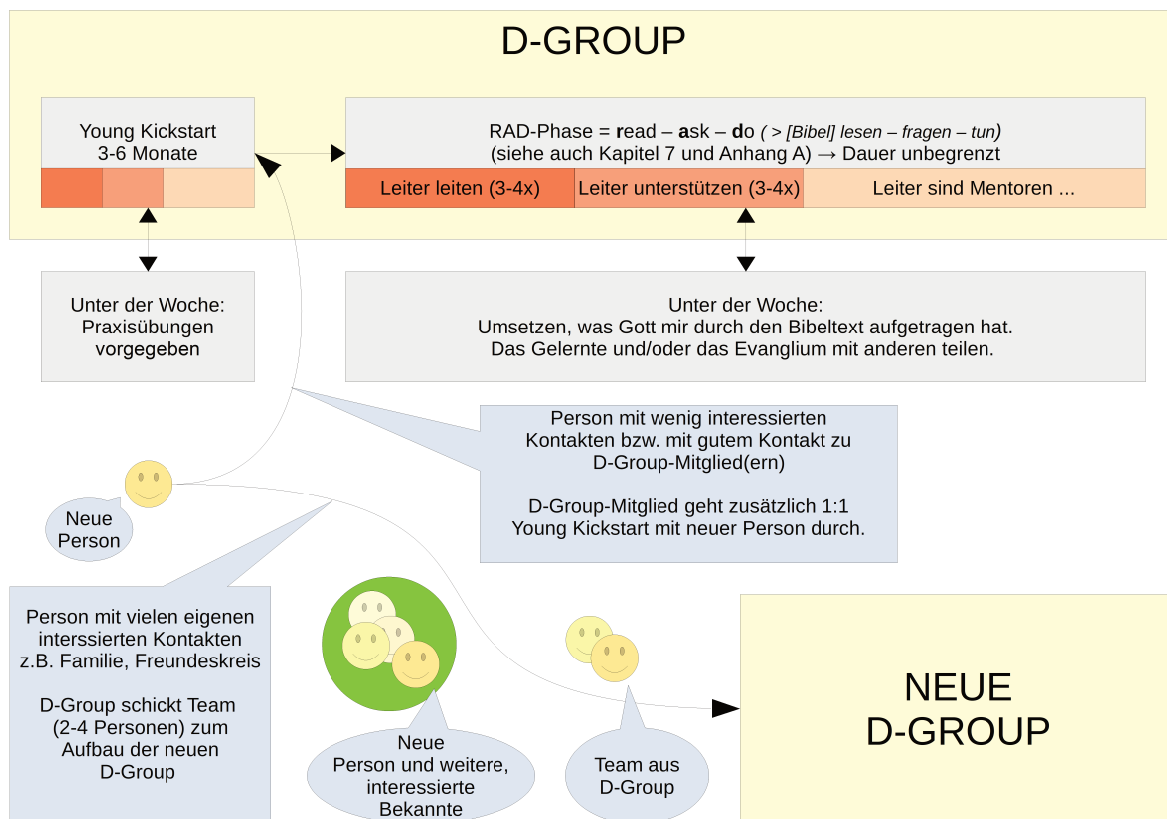 D-GROUP
Young Kickstart
3-6 Monate
RAD-Phase = read – ask – do ( > [Bibel] lesen – fragen – tun)
(siehe auch Kapitel 7 und Anhang A) → Dauer unbegrenzt
Leiter leiten (3-4x)
Leiter unterstützen (3-4x)
Leiter sind Mentoren ...
Unter der Woche:
Praxisübungen
vorgegeben
Unter der Woche:
Umsetzen, was Gott mir durch den Bibeltext aufgetragen hat.
Das Gelernte und/oder das Evanglium mit anderen teilen.
Person mit wenig interessierten
Kontakten bzw. mit gutem Kontakt zu
D-Group-Mitglied(ern)
D-Group-Mitglied geht zusätzlich 1:1
Young Kickstart mit neuer Person durch.
Neue
Person
Person mit vielen eigenen
interssierten Kontakten
z.B. Familie, Freundeskreis
D-Group schickt Team
(2-4 Personen) zum
Aufbau der neuen
D-Group
Neue
Person und weitere,
interessierte
Bekannte
Team aus
D-Group
NEUE
D-GROUP